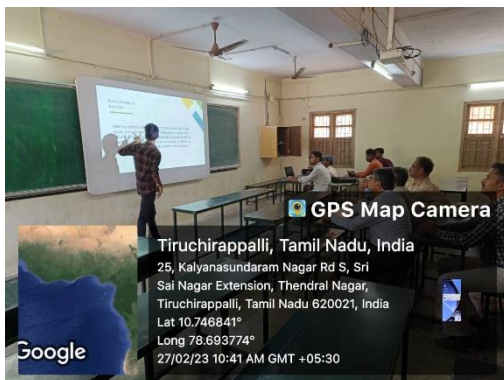 GPS Map Camera
Tiruchirappalli, Tamil Nadu, India
25, Kalyanasundaram Nagar Rd S, Sri
Sai Nagar Extension, Thendral Nagar,
Tiruchirappalli, Tamil Nadu 620021, India
Lat 10.746841°
Long 78.693774°
27/02/23 10:41 AM GMT +05:30
Google